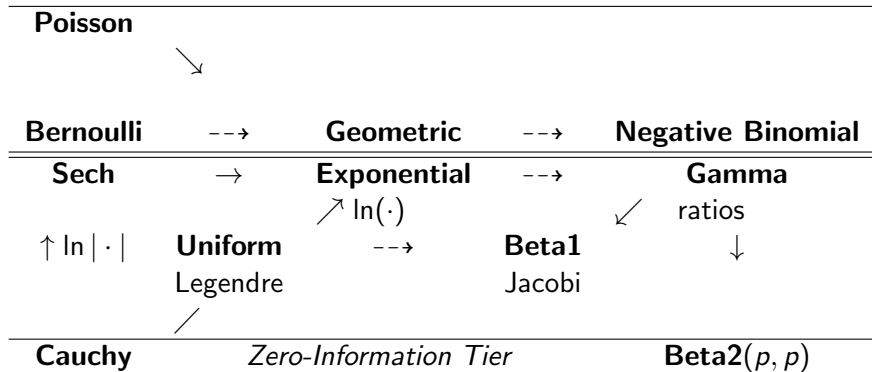 Poisson
↘
Bernoulli ⇢ Geometric ⇢ Negative Binomial
Sech → Exponential ⇢ Gamma
↗ ln(·) ↙ ratios
↑ ln | · | Uniform ⇢ Beta1 ↓
Legendre Jacobi
Cauchy Zero-Information Tier Beta2(p, p)